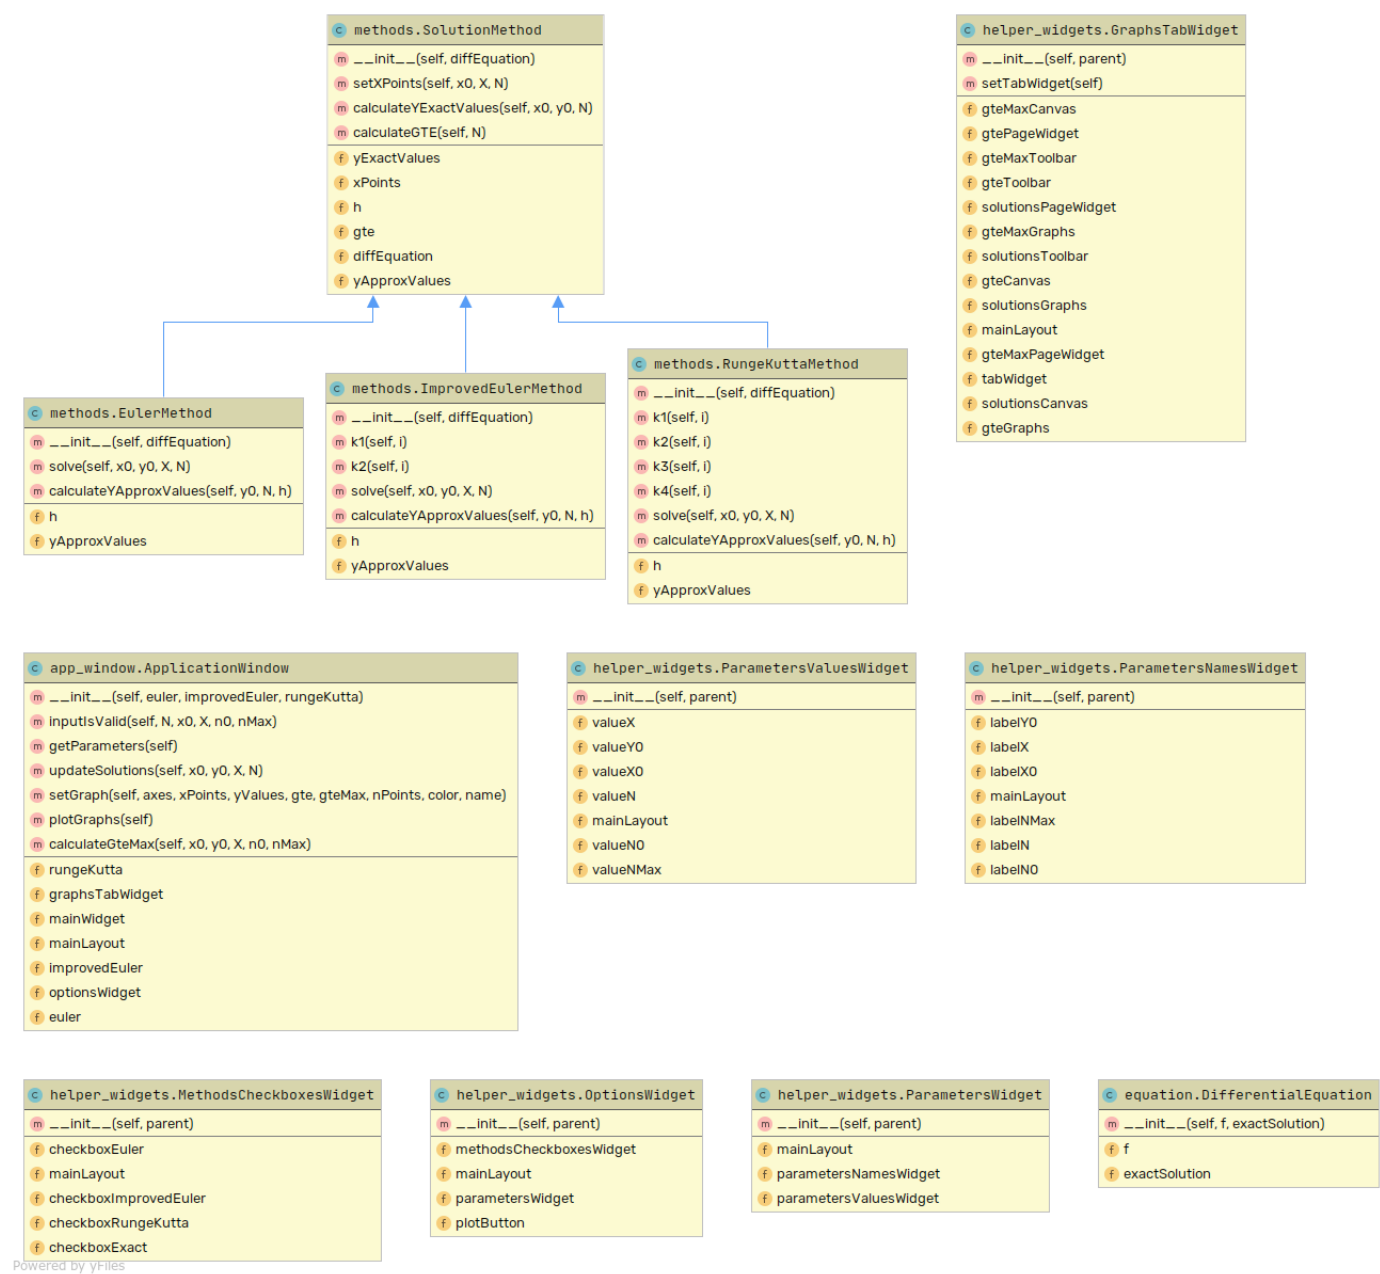 c methods.SolutionMethod
m __init__(self, diffEquation)
m setXPoints(self, x0, X, N)
m calculateYExactValues(self, x0, y0, N)
m calculateGTE(self, N)
f yExactValues
f xPoints
f h
f gte
f diffEquation
f yApproxValues
c helper_widgets.GraphsTabWidget
m __init__(self, parent)
m setTabWidget(self)
f gteMaxCanvas
f gtePageWidget
f gteMaxToolbar
f gteToolbar
f solutionsPageWidget
f gteMaxGraphs
f solutionsToolbar
f gteCanvas
f solutionsGraphs
f mainLayout
f gteMaxPageWidget
f tabWidget
f solutionsCanvas
f gteGraphs
c methods.EulerMethod
m __init__(self, diffEquation)
m solve(self, x0, y0, X, N)
m calculateYApproxValues(self, y0, N, h)
f h
f yApproxValues
c methods.ImprovedEulerMethod
m __init__(self, diffEquation)
m k1(self, i)
m k2(self, i)
m solve(self, x0, y0, X, N)
m calculateYApproxValues(self, y0, N, h)
f h
f yApproxValues
c methods.RungeKuttaMethod
m __init__(self, diffEquation)
m k1(self, i)
m k2(self, i)
m k3(self, i)
m k4(self, i)
m solve(self, x0, y0, X, N)
m calculateYApproxValues(self, y0, N, h)
f h
f yApproxValues
c app_window.ApplicationWindow
m __init__(self, euler, improvedEuler, rungeKutta)
m inputIsValid(self, N, x0, X, n0, nMax)
m getParameters(self)
m updateSolutions(self, x0, y0, X, N)
m setGraph(self, axes, xPoints, yValues, gte, gteMax, nPoints, color, name)
m plotGraphs(self)
m calculateGteMax(self, x0, y0, X, n0, nMax)
f rungeKutta
f graphsTabWidget
f mainWidget
f mainLayout
f improvedEuler
f optionsWidget
f euler
c helper_widgets.ParametersValuesWidget
m __init__(self, parent)
f valueX
f valueY0
f valueX0
f valueN
f mainLayout
f valueN0
f valueNMax
c helper_widgets.ParametersNamesWidget
m __init__(self, parent)
f labelY0
f labelX
f labelX0
f mainLayout
f labelNMax
f labelN
f labelN0
c helper_widgets.MethodsCheckboxesWidget
m __init__(self, parent)
f checkboxEuler
f mainLayout
f checkboxImprovedEuler
f checkboxRungeKutta
f checkboxExact
c helper_widgets.OptionsWidget
m __init__(self, parent)
f methodsCheckboxesWidget
f mainLayout
f parametersWidget
f plotButton
c helper_widgets.ParametersWidget
m __init__(self, parent)
f mainLayout
f parametersNamesWidget
f parametersValuesWidget
c equation.DifferentialEquation
m __init__(self, f, exactSolution)
f f
f exactSolution
Powered by yFiles